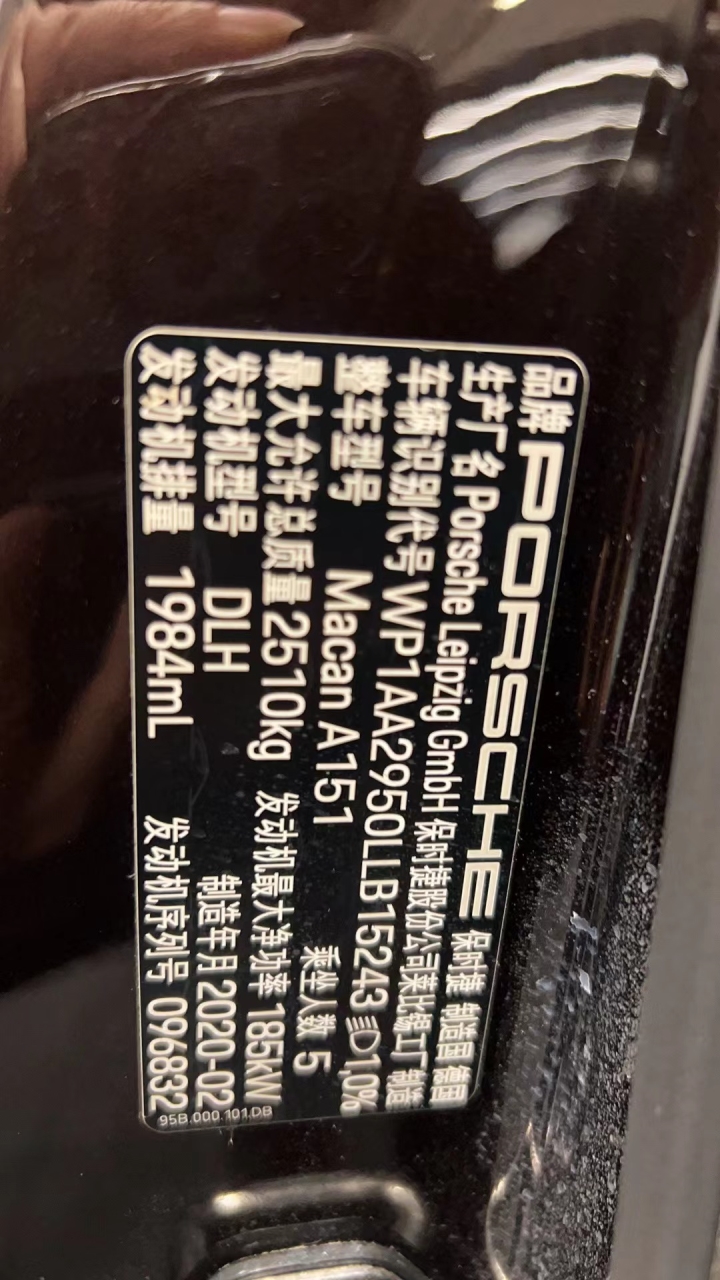 品牌 PORSCHE 保时捷 制造国 德国
生产厂名 Porsche Leipzig GmbH 保时捷股份公司莱比锡工厂 制造
车辆识别代号 WP1AA2950LLB15243 1,0%
整车型号 Macan A 151 乘坐人数 5
最大允许总质量 2510kg 发动机最大净功率 185kW
发动机型号 DLH 制造年月 2020-02
发动机排量 1984mL 发动机序列号 096832
95B.000.101.DB